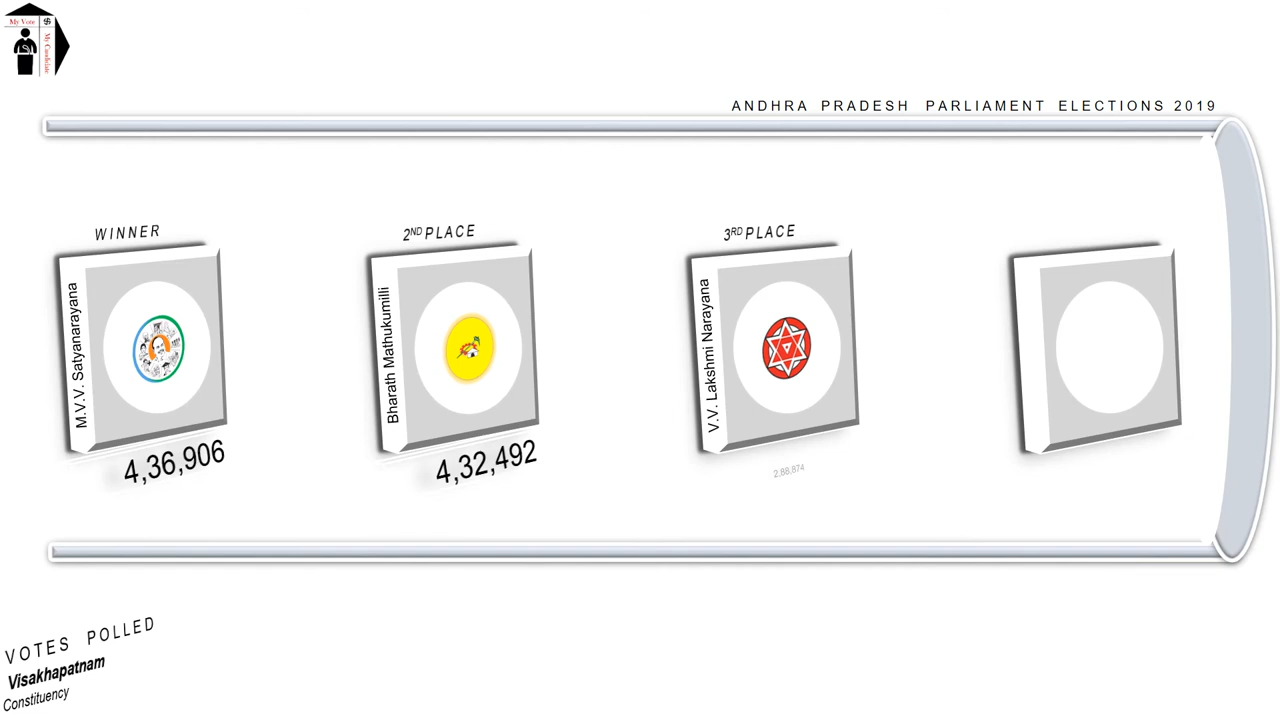 My Vote
My Candidate
ANDHRA PRADESH PARLIAMENT ELECTIONS 2019
WINNER
2ND PLACE
3RD PLACE
M.V.V. Satyanarayana
Bharath Mathukumilli
V.V. Lakshmi Narayana
4,36,906
4,32,492
2,88,874
VOTES POLLED
Visakhapatnam
Constituency